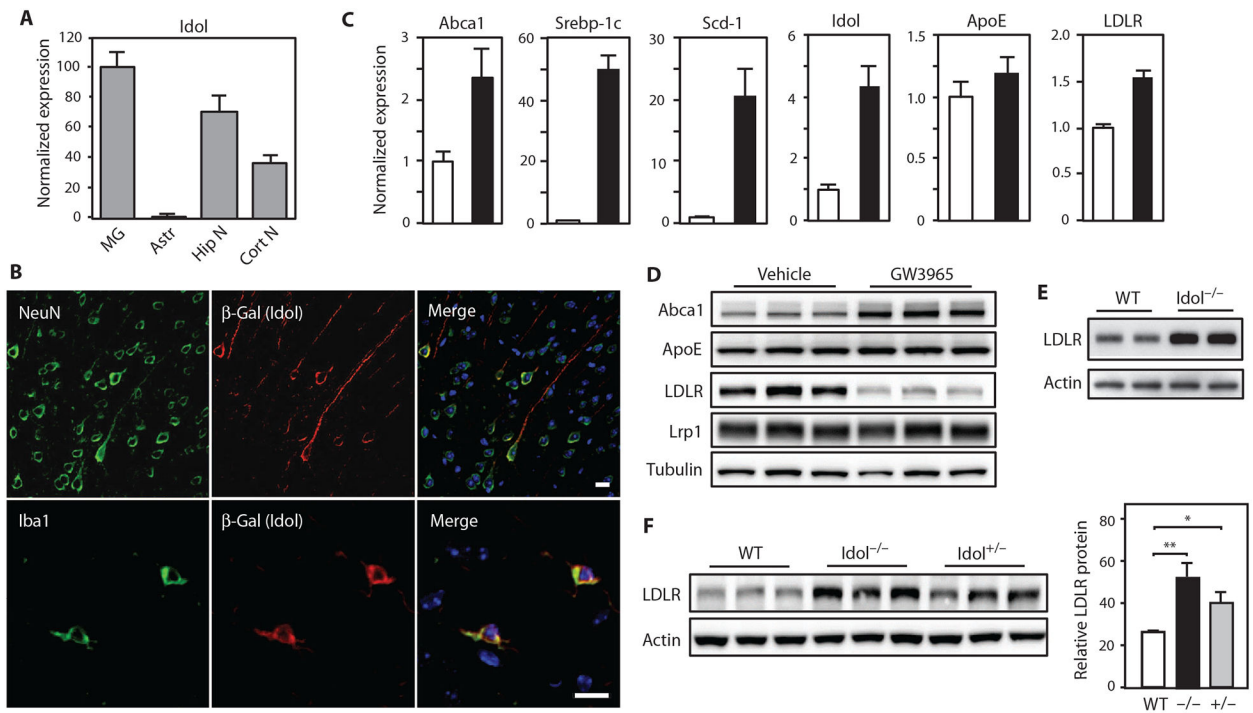 A
Idol
Normalized expression
120
100
80
60
40
20
0
MG
Astr
Hip N
Cort N
C
Abca1
Srebp-1c
Scd-1
Idol
ApoE
LDLR
Normalized expression
3
2
1
0
60
40
20
0
30
20
10
0
6
4
2
0
1.5
1.0
0.5
0
2.0
1.5
1.0
0.5
0
B
NeuN
β-Gal (Idol)
Merge
Iba1
β-Gal (Idol)
Merge
D
Vehicle
GW3965
Abca1
ApoE
LDLR
Lrp1
Tubulin
E
WT
Idol−/−
LDLR
Actin
F
WT
Idol−/−
Idol+/−
LDLR
Actin
Relative LDLR protein
80
60
40
20
0
*
**
WT
−/−
+/−